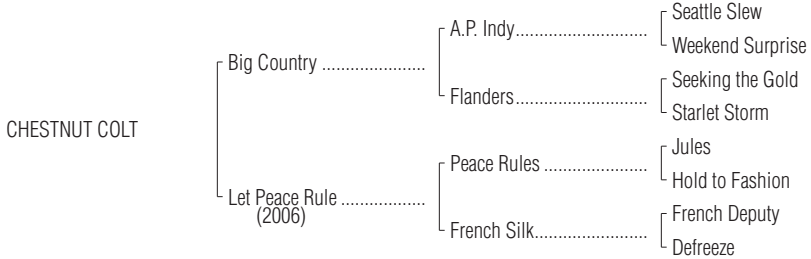 Seattle Slew
A.P. Indy............................
Weekend Surprise
Big Country ......................
Seeking the Gold
Flanders............................
Starlet Storm
CHESTNUT COLT
Jules
Peace Rules ......................
Hold to Fashion
Let Peace Rule ..................
(2006)
French Deputy
French Silk........................
Defreeze